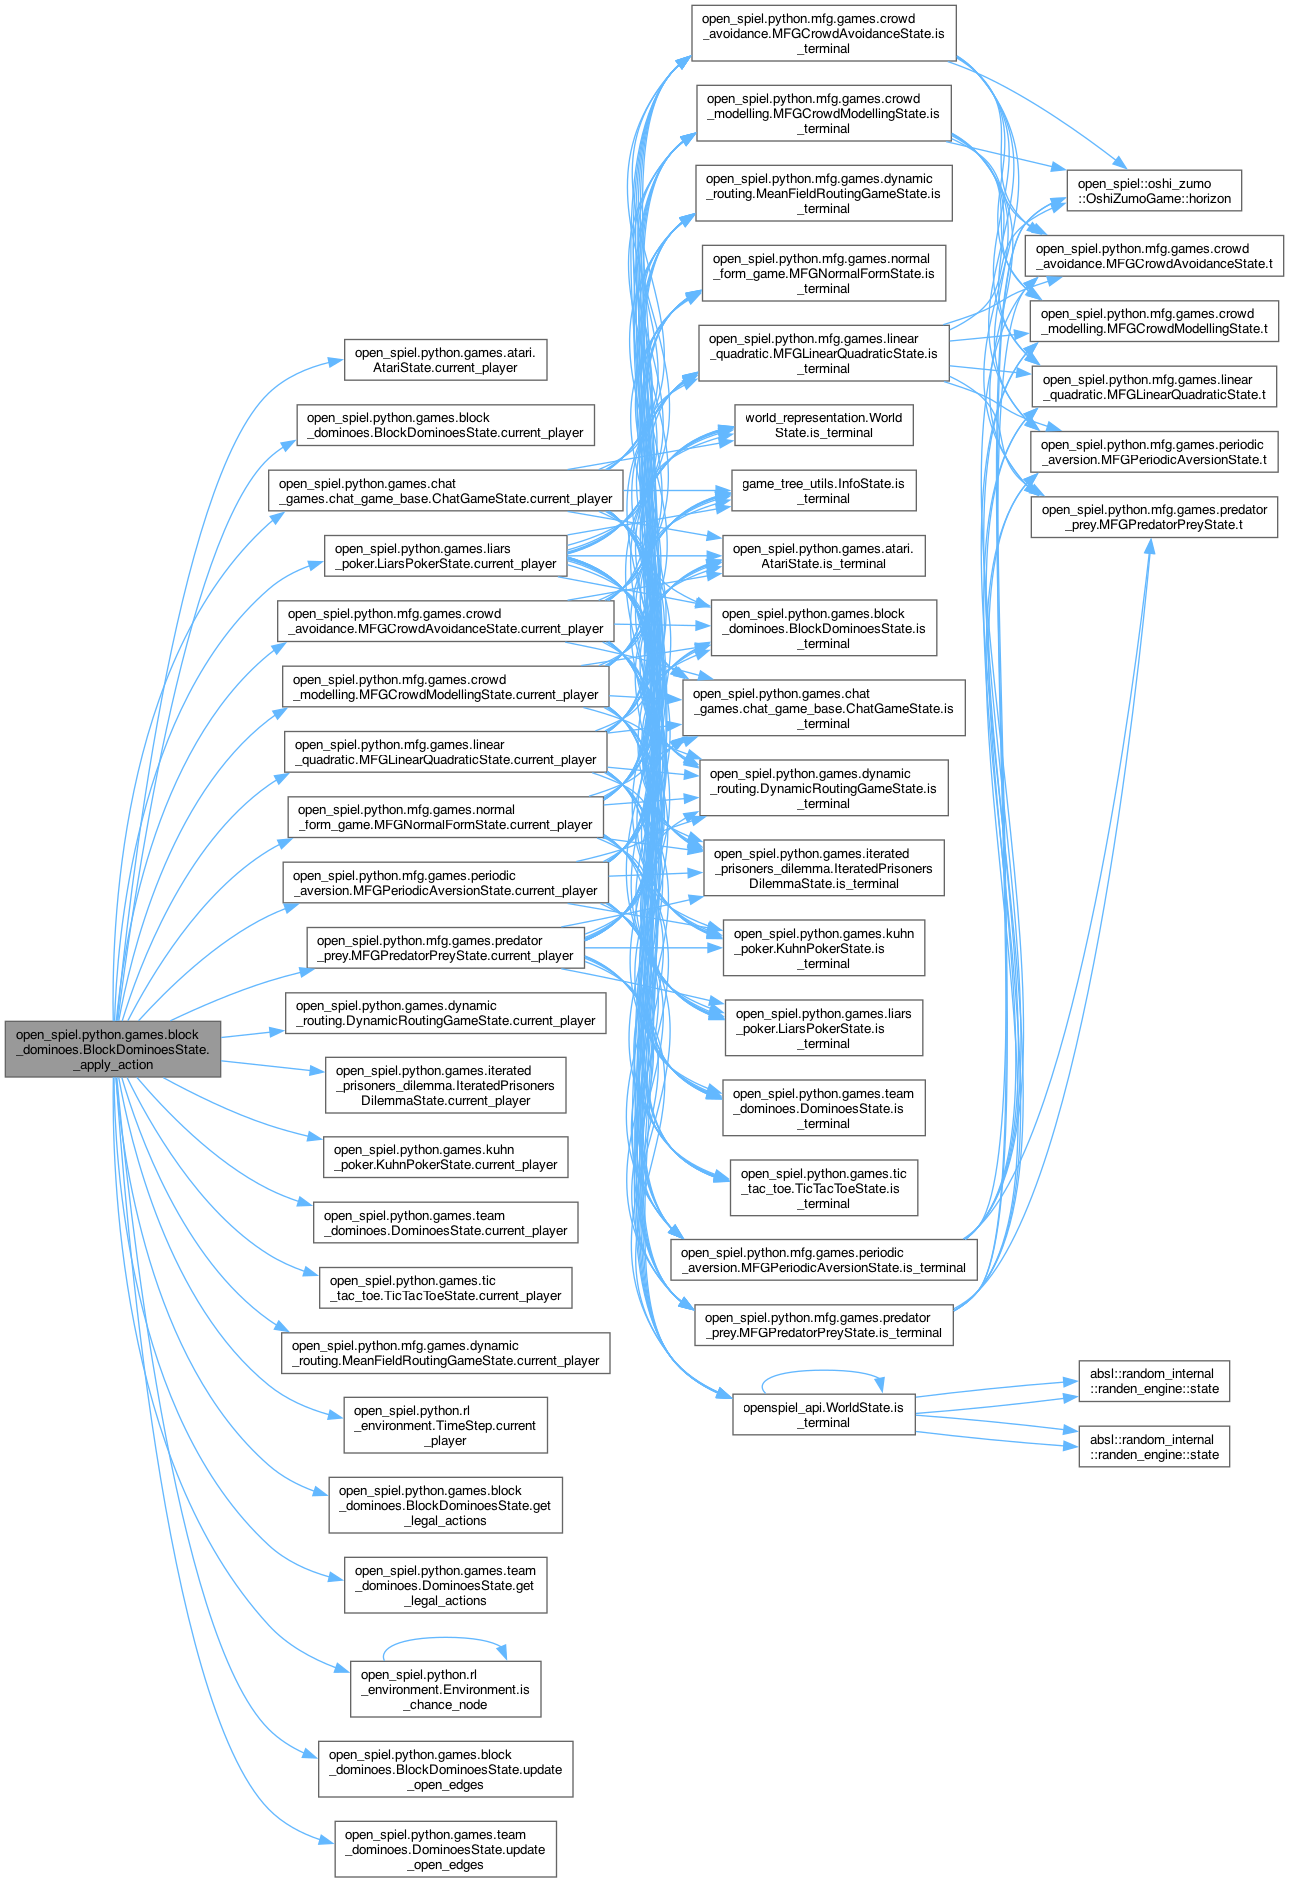 open_spiel.python.games.block
_dominoes.BlockDominoesState.
_apply_action
open_spiel.python.games.atari.
AtariState.current_player
open_spiel.python.games.block
_dominoes.BlockDominoesState.current_player
open_spiel.python.games.chat
_games.chat_game_base.ChatGameState.current_player
open_spiel.python.games.liars
_poker.LiarsPokerState.current_player
open_spiel.python.mfg.games.crowd
_avoidance.MFGCrowdAvoidanceState.current_player
open_spiel.python.mfg.games.crowd
_modelling.MFGCrowdModellingState.current_player
open_spiel.python.mfg.games.linear
_quadratic.MFGLinearQuadraticState.current_player
open_spiel.python.mfg.games.normal
_form_game.MFGNormalFormState.current_player
open_spiel.python.mfg.games.periodic
_aversion.MFGPeriodicAversionState.current_player
open_spiel.python.mfg.games.predator
_prey.MFGPredatorPreyState.current_player
open_spiel.python.games.dynamic
_routing.DynamicRoutingGameState.current_player
open_spiel.python.games.iterated
_prisoners_dilemma.IteratedPrisoners
DilemmaState.current_player
open_spiel.python.games.kuhn
_poker.KuhnPokerState.current_player
open_spiel.python.games.team
_dominoes.DominoesState.current_player
open_spiel.python.games.tic
_tac_toe.TicTacToeState.current_player
open_spiel.python.mfg.games.dynamic
_routing.MeanFieldRoutingGameState.current_player
open_spiel.python.rl
_environment.TimeStep.current
_player
open_spiel.python.games.block
_dominoes.BlockDominoesState.get
_legal_actions
open_spiel.python.games.team
_dominoes.DominoesState.get
_legal_actions
open_spiel.python.rl
_environment.Environment.is
_chance_node
open_spiel.python.games.block
_dominoes.BlockDominoesState.update
_open_edges
open_spiel.python.games.team
_dominoes.DominoesState.update
_open_edges
open_spiel.python.mfg.games.crowd
_avoidance.MFGCrowdAvoidanceState.is
_terminal
open_spiel.python.mfg.games.crowd
_modelling.MFGCrowdModellingState.is
_terminal
open_spiel.python.mfg.games.dynamic
_routing.MeanFieldRoutingGameState.is
_terminal
open_spiel.python.mfg.games.normal
_form_game.MFGNormalFormState.is
_terminal
open_spiel.python.mfg.games.linear
_quadratic.MFGLinearQuadraticState.is
_terminal
world_representation.World
State.is_terminal
game_tree_utils.InfoState.is
_terminal
open_spiel.python.games.atari.
AtariState.is_terminal
open_spiel.python.games.block
_dominoes.BlockDominoesState.is
_terminal
open_spiel.python.games.chat
_games.chat_game_base.ChatGameState.is
_terminal
open_spiel.python.games.dynamic
_routing.DynamicRoutingGameState.is
_terminal
open_spiel.python.games.iterated
_prisoners_dilemma.IteratedPrisoners
DilemmaState.is_terminal
open_spiel.python.games.kuhn
_poker.KuhnPokerState.is
_terminal
open_spiel.python.games.liars
_poker.LiarsPokerState.is
_terminal
open_spiel.python.games.team
_dominoes.DominoesState.is
_terminal
open_spiel.python.games.tic
_tac_toe.TicTacToeState.is
_terminal
open_spiel.python.mfg.games.periodic
_aversion.MFGPeriodicAversionState.is_terminal
open_spiel.python.mfg.games.predator
_prey.MFGPredatorPreyState.is_terminal
openspiel_api.WorldState.is
_terminal
open_spiel::oshi_zumo
::OshiZumoGame::horizon
open_spiel.python.mfg.games.crowd
_avoidance.MFGCrowdAvoidanceState.t
open_spiel.python.mfg.games.crowd
_modelling.MFGCrowdModellingState.t
open_spiel.python.mfg.games.linear
_quadratic.MFGLinearQuadraticState.t
open_spiel.python.mfg.games.periodic
_aversion.MFGPeriodicAversionState.t
open_spiel.python.mfg.games.predator
_prey.MFGPredatorPreyState.t
absl::random_internal
::randen_engine::state
absl::random_internal
::randen_engine::state